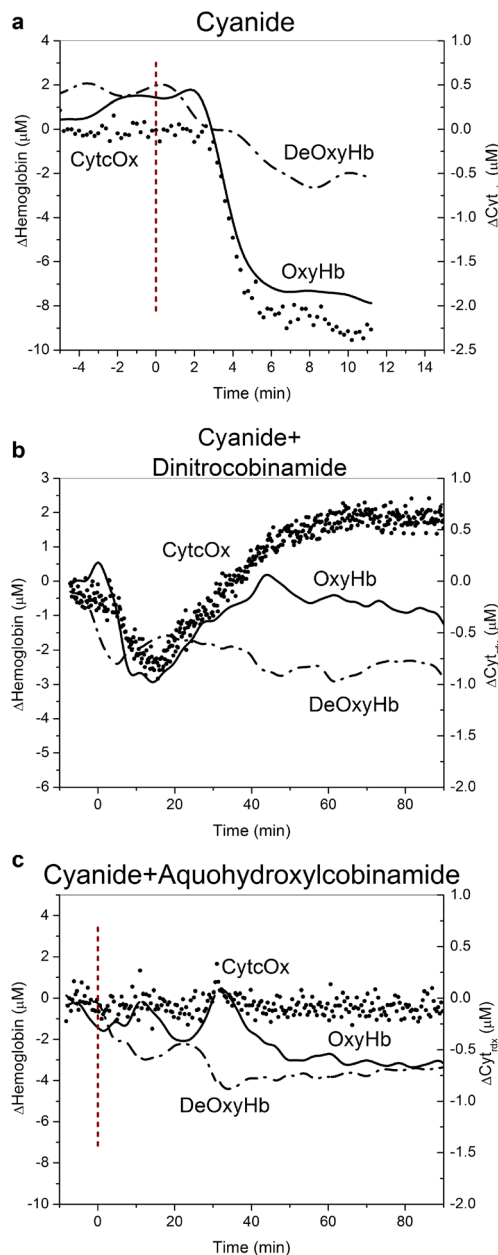 a
Cyanide
4
2
0
-2
-4
-6
-8
-10
ΔHemoglobin (μM)
1.0
0.5
0.0
-0.5
-1.0
-1.5
-2.0
-2.5
(μM)
CytcOx
DeOxyHb
OxyHb
-4 -2 0 2 4 6 8 10 12 14
Time (min)
b
Cyanide+
Dinitrocobinamide
3
2
1
0
-1
-2
-3
-4
-5
-6
ΔHemoglobin (μM)
1.0
0.5
0.0
-0.5
-1.0
-1.5
-2.0
(μM)
CytcOx
OxyHb
DeOxyHb
0 20 40 60 80
Time (min)
c
Cyanide+Aquohydroxylcobinamide
4
2
0
-2
-4
-6
-8
-10
ΔHemoglobin (μM)
1.0
0.5
0.0
-0.5
-1.0
-1.5
-2.0
ΔCytrdx (μM)
CytcOx
OxyHb
DeOxyHb
0 20 40 60 80
Time (min)